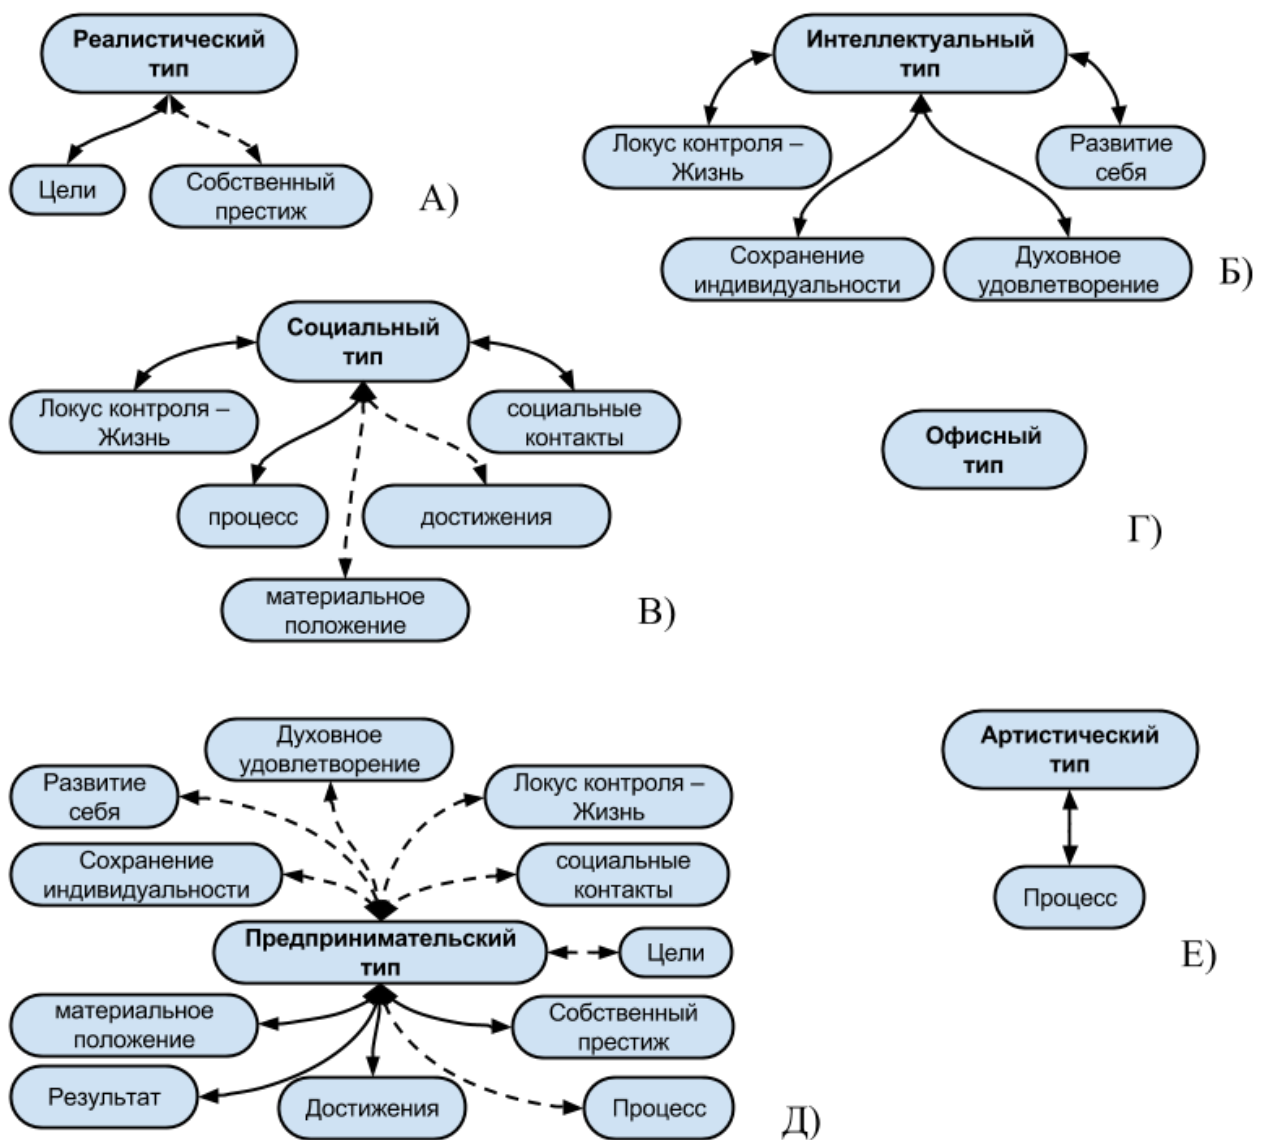 Реалистический
тип
Цели
Собственный
престиж
А)
Интеллектуальный
тип
Локус контроля –
Жизнь
Развитие
себя
Сохранение
индивидуальности
Духовное
удовлетворение
Б)
Социальный
тип
Локус контроля –
Жизнь
социальные
контакты
процесс
достижения
материальное
положение
В)
Офисный
тип
Г)
Духовное
удовлетворение
Развитие
себя
Локус контроля –
Жизнь
Сохранение
индивидуальности
социальные
контакты
Предпринимательский
тип
Цели
материальное
положение
Собственный
престиж
Результат
Достижения
Процесс
Д)
Артистический
тип
Процесс
Е)